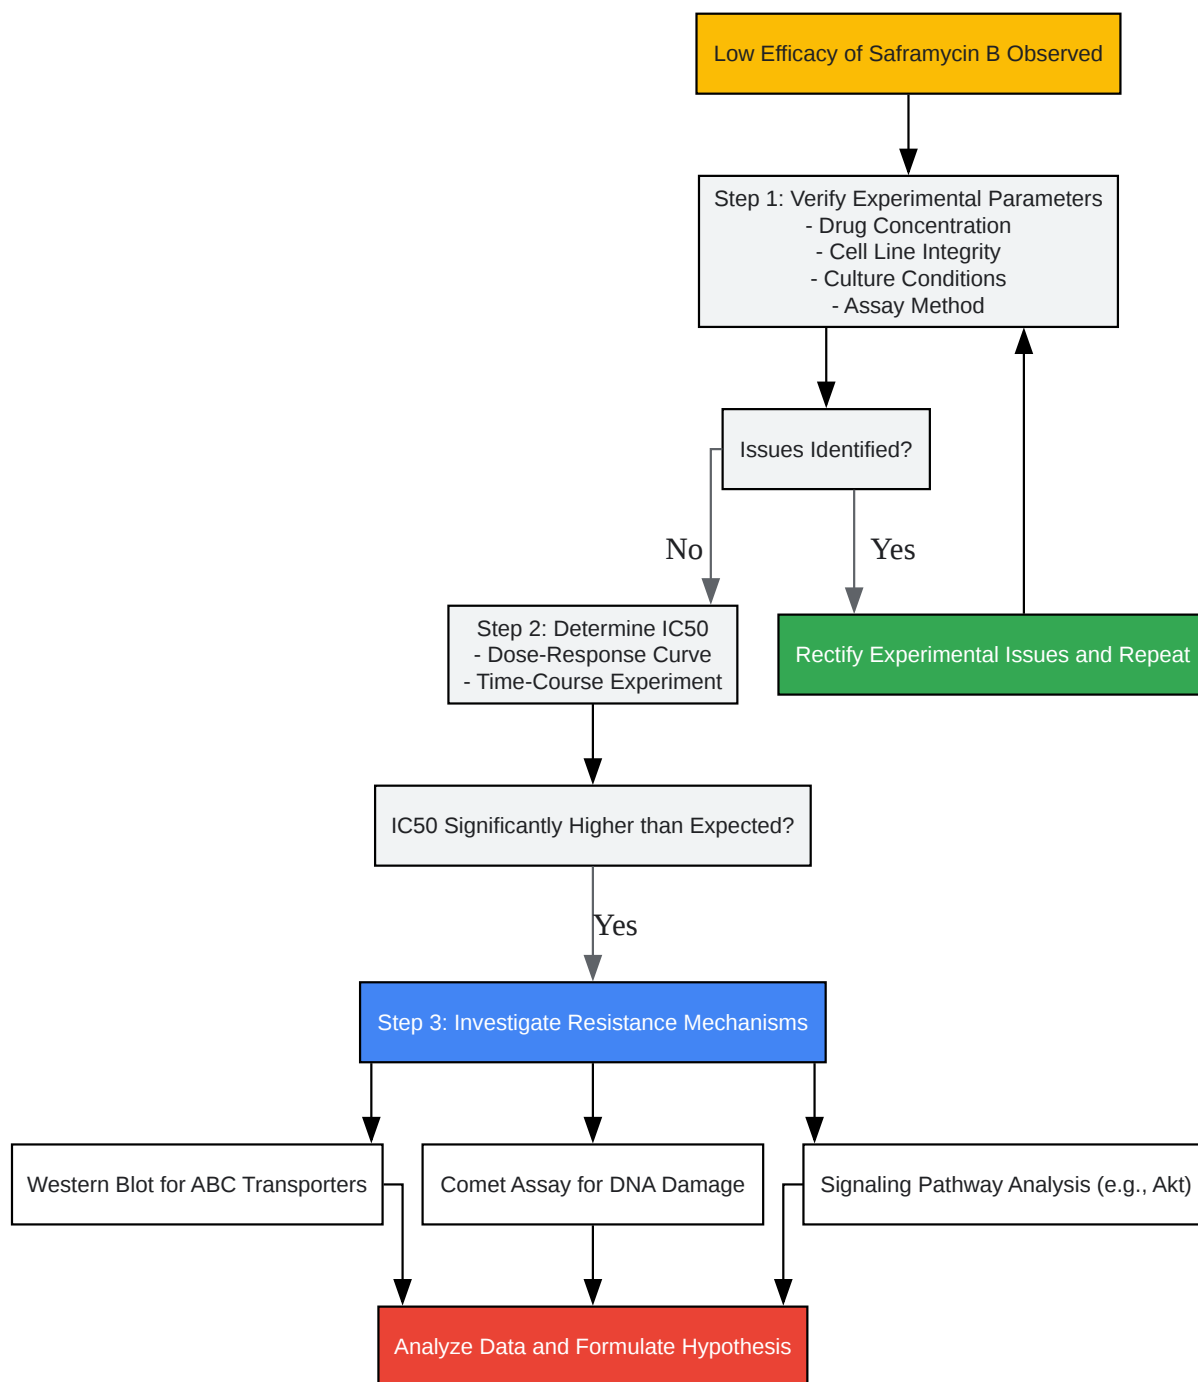 Low Efficacy of Saframycin B Observed
Step 1: Verify Experimental Parameters
- Drug Concentration
- Cell Line Integrity
- Culture Conditions
- Assay Method
Issues Identified?
No
Yes
Step 2: Determine IC50
- Dose-Response Curve
- Time-Course Experiment
Rectify Experimental Issues and Repeat
IC50 Significantly Higher than Expected?
Yes
Step 3: Investigate Resistance Mechanisms
Western Blot for ABC Transporters
Comet Assay for DNA Damage
Signaling Pathway Analysis (e.g., Akt)
Analyze Data and Formulate Hypothesis